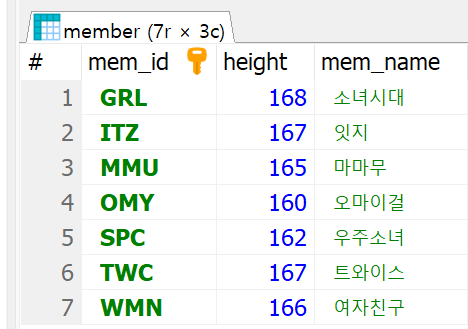 member (7r × 3c)
# mem_id height mem_name
1 GRL 168 소녀시대
2 ITZ 167 잇지
3 MMU 165 마마무
4 OMY 160 오마이걸
5 SPC 162 우주소녀
6 TWC 167 트와이스
7 WMN 166 여자친구